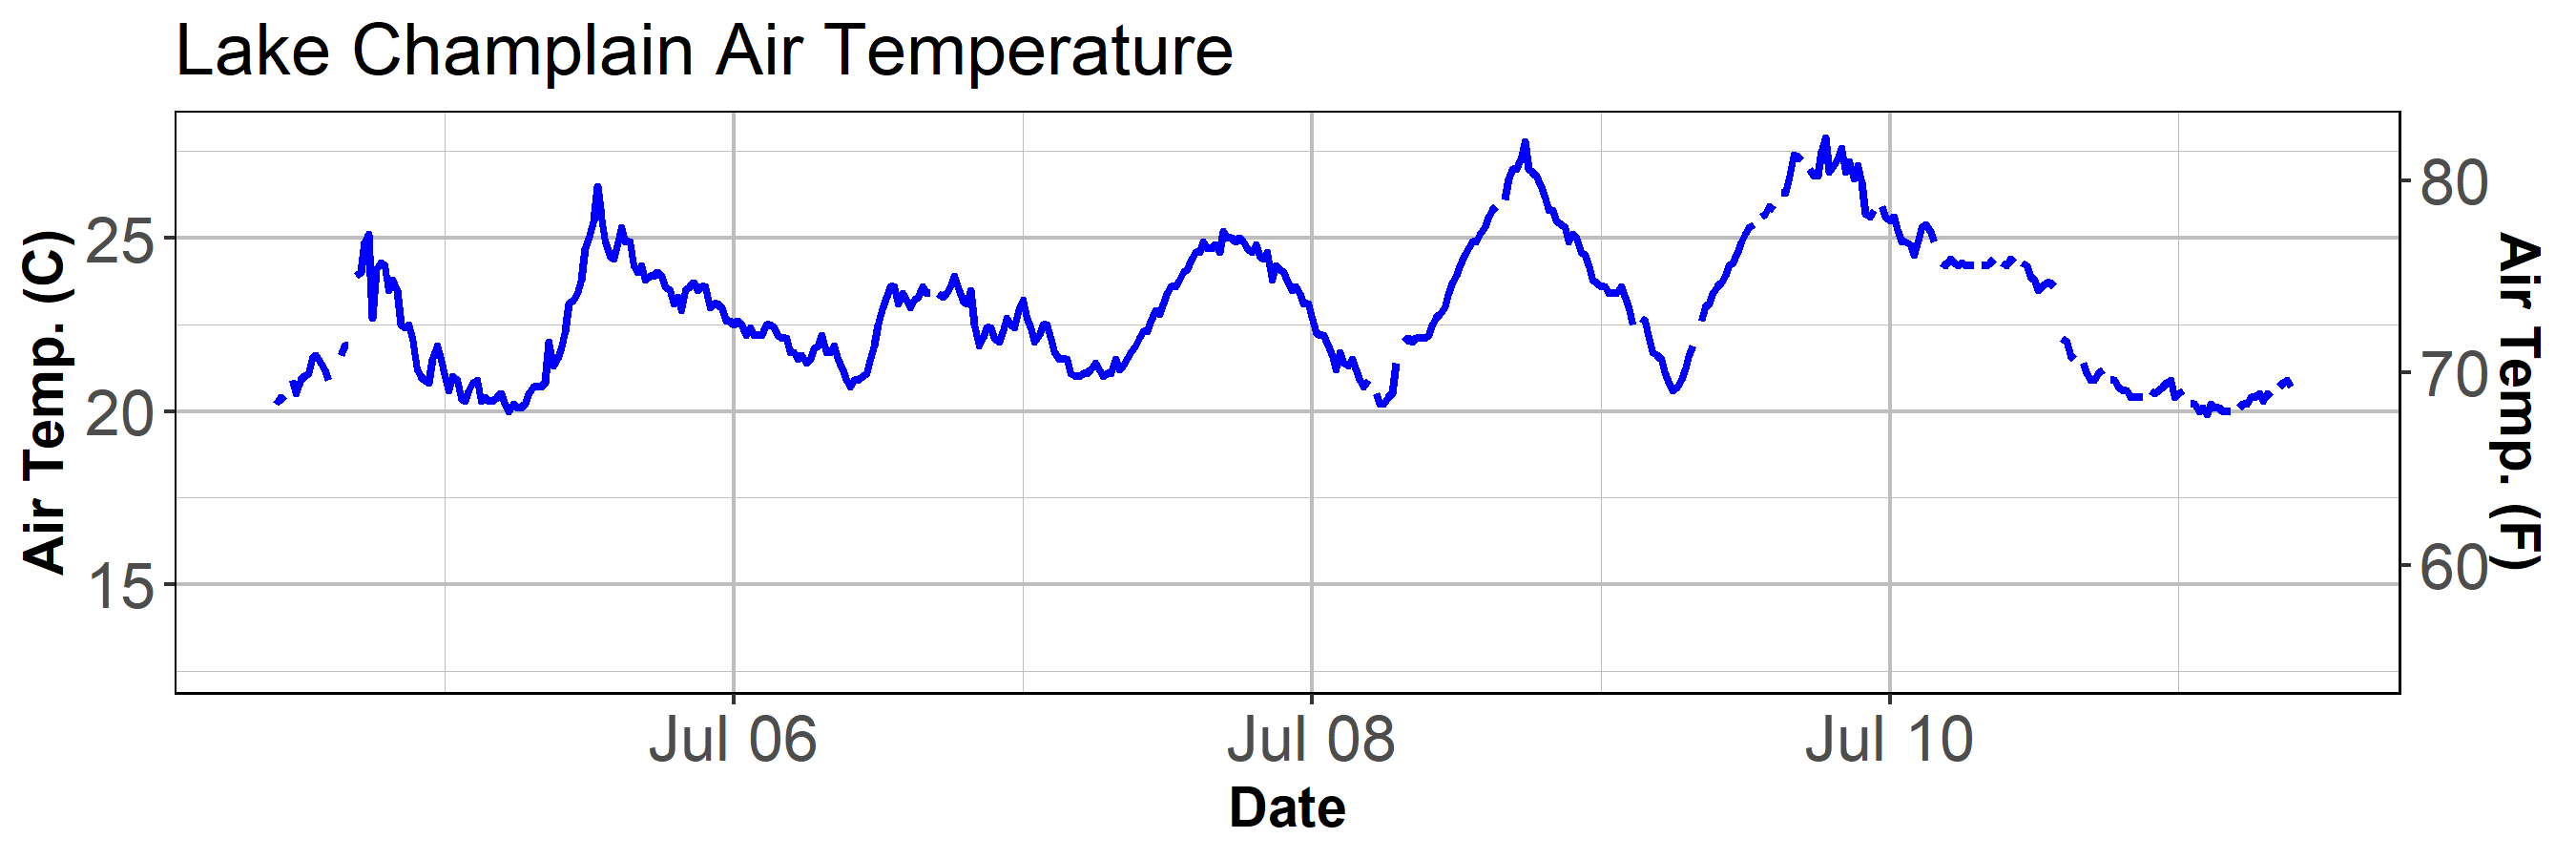 Lake Champlain Air Temperature
Air Temp. (C)
25
20
15
80
70
60
Air Temp. (F)
Jul 06 Jul 08 Jul 10
Date